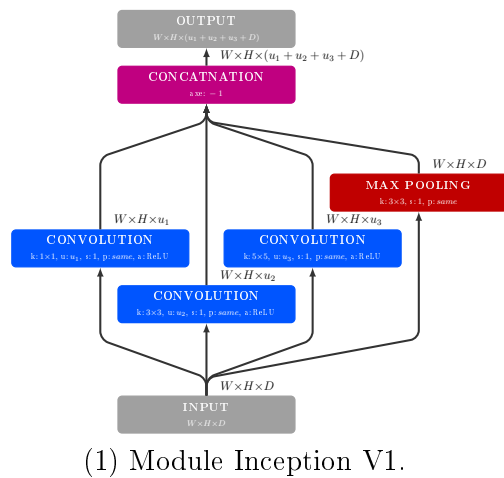 OUTPUT
W×H×(u₁ + u₂ + u₃ + D)
W×H×(u₁ + u₂ + u₃ + D)
CONCATNATION
axe: −1
W×H×D
MAX POOLING
k:3×3, s:1, p:same
W×H×u₁
W×H×u₃
CONVOLUTION
k:1×1, u:u₁, s:1, p:same, a:ReLU
CONVOLUTION
k:5×5, u:u₃, s:1, p:same, a:ReLU
W×H×u₂
CONVOLUTION
k:3×3, u:u₂, s:1, p:same, a:ReLU
W×H×D
INPUT
W×H×D
(1) Module Inception V1.